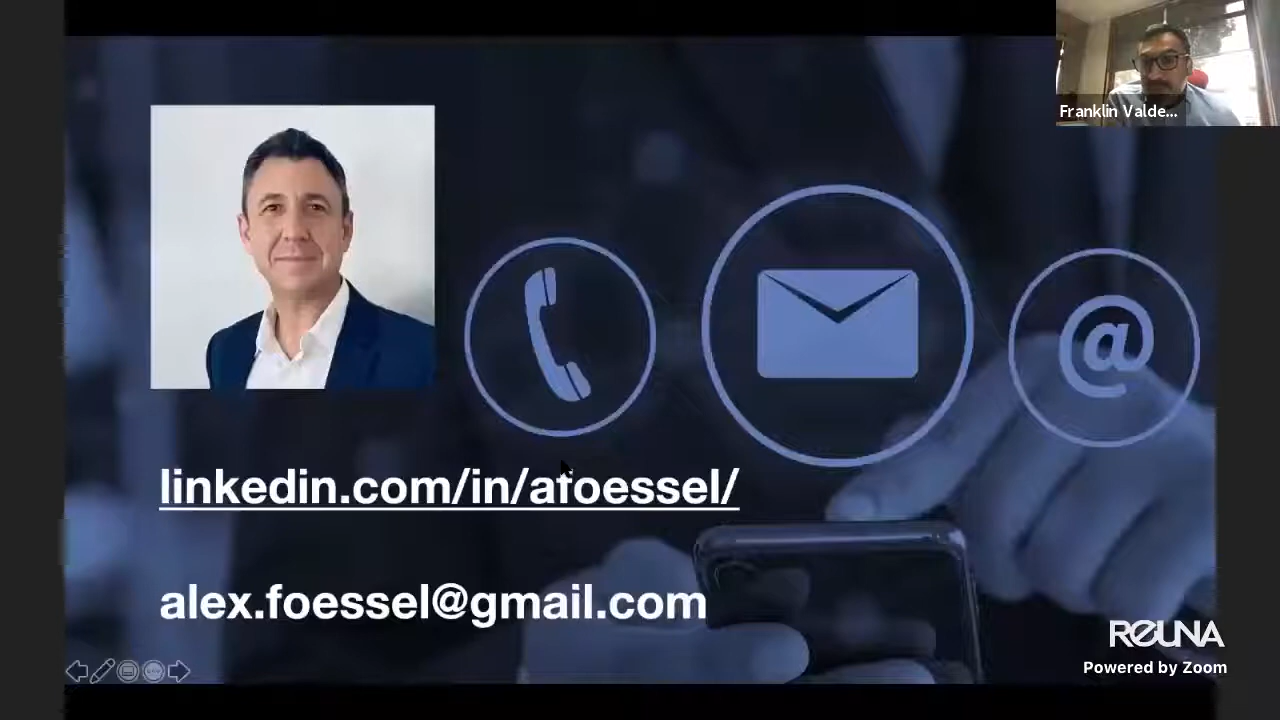 Franklin Valde...
linkedin.com/in/afoessel/
alex.foessel@gmail.com
REUNA
Powered by Zoom